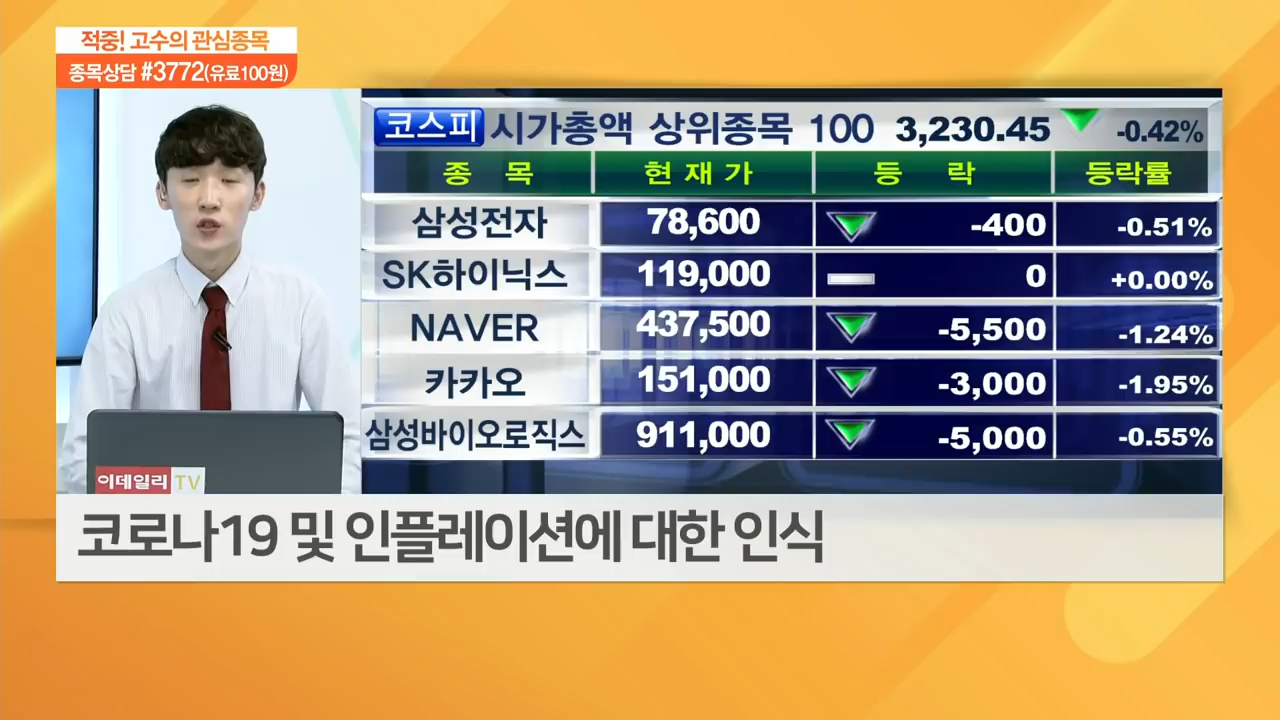 적중! 고수의 관심종목
종목상담 #3772(유료100원)
코스피 시가총액 상위종목 100 3,230.45 -0.42%
종 목 현 재 가 등 락 등락률
삼성전자 78,600 -400 -0.51%
SK하이닉스 119,000 0 +0.00%
NAVER 437,500 -5,500 -1.24%
카카오 151,000 -3,000 -1.95%
삼성바이오로직스 911,000 -5,000 -0.55%
이데일리 TV
코로나19 및 인플레이션에 대한 인식